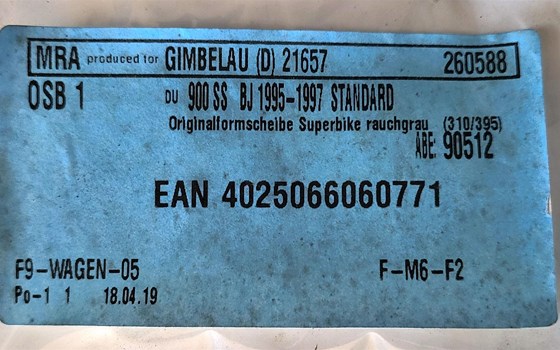 MRA produced for GIMBELAU (D) 21657 260588
OSB 1 DU 900 SS BJ 1995-1997 STANDARD
Originalformscheibe Superbike rauchgrau (310/395)
ABE: 90512
EAN 4025066060771
F9-WAGEN-05 F-M6-F2
Po-1 1 18.04.19